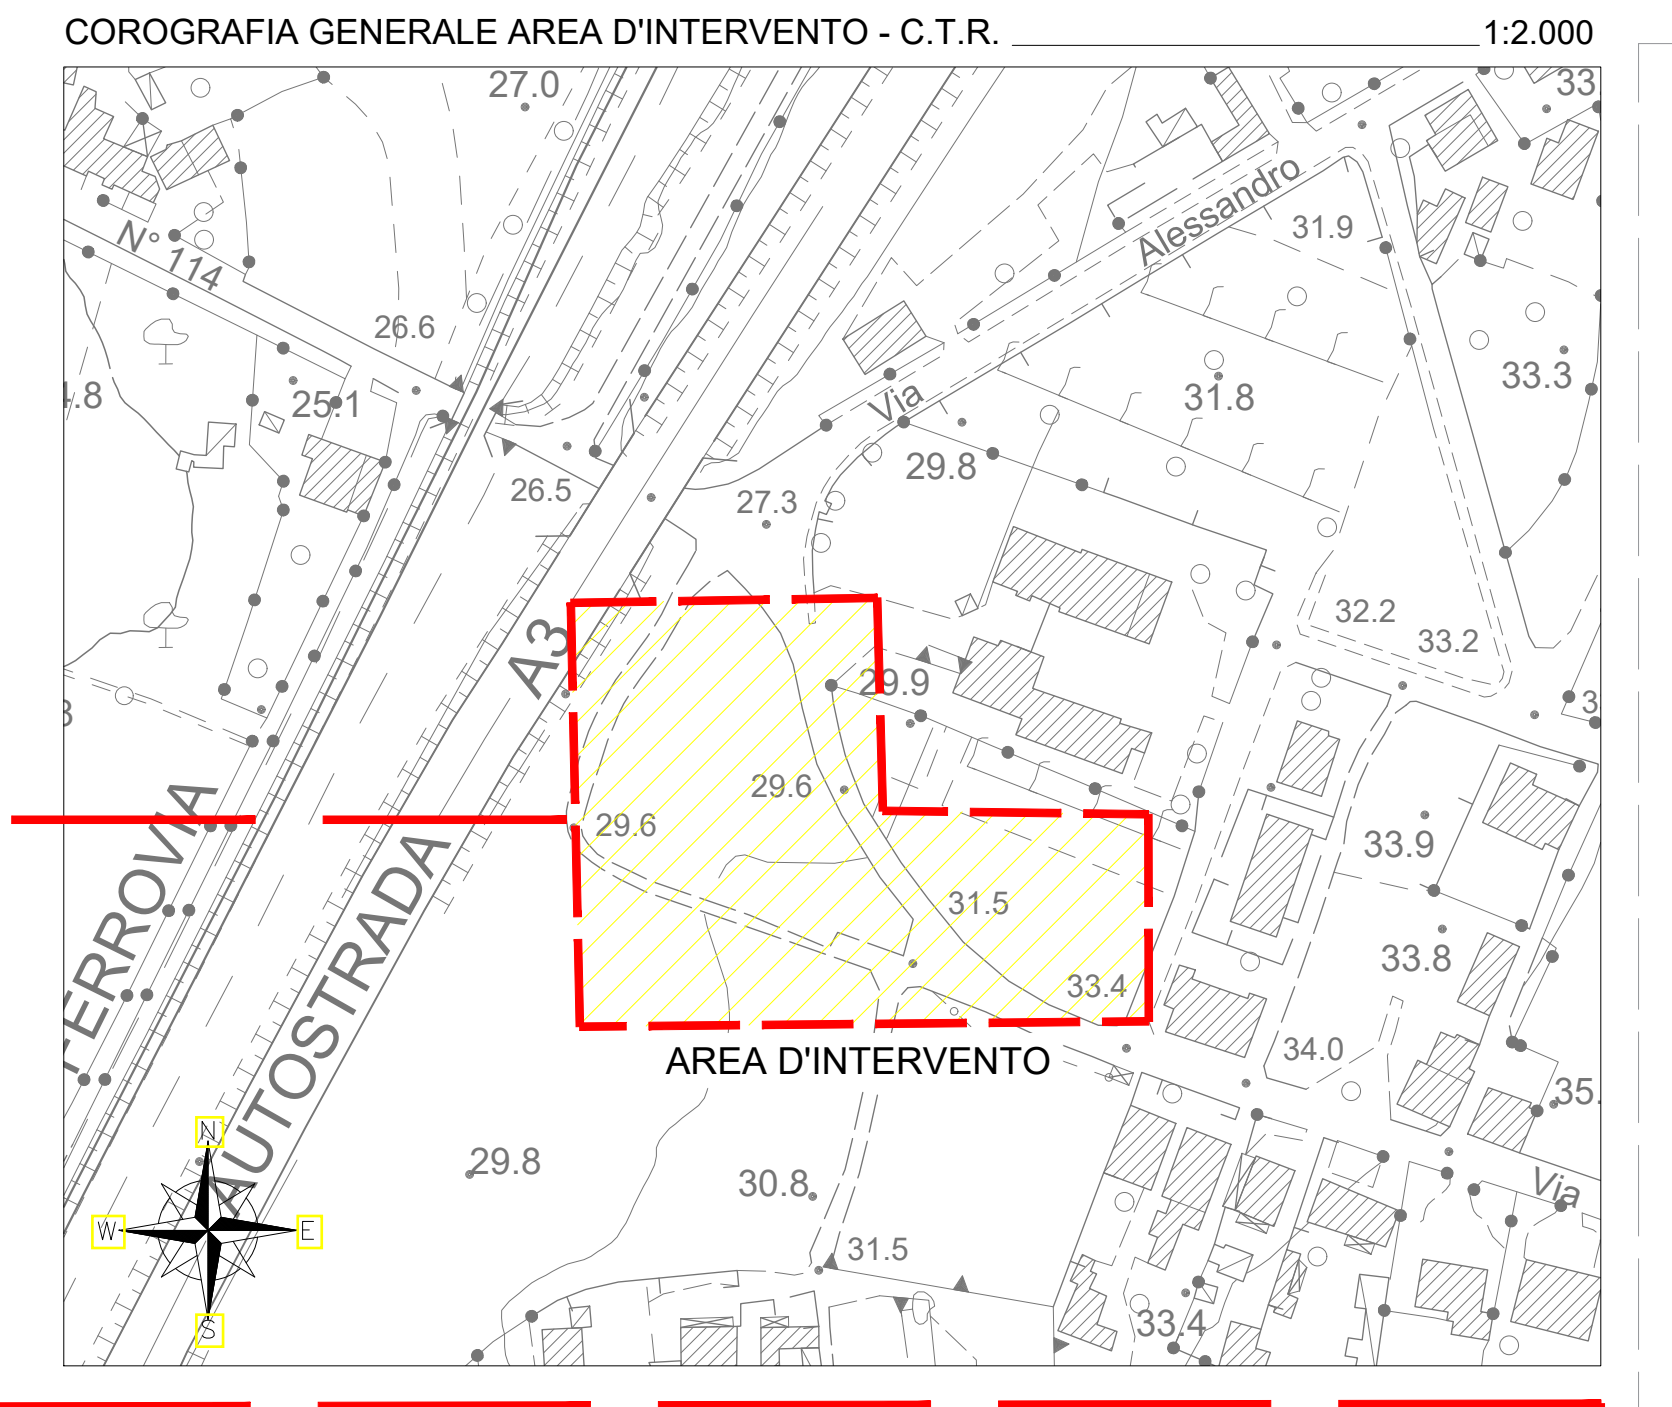 COROGRAFIA GENERALE AREA D'INTERVENTO - C.T.R. 1:2.000
27.0
33.
Alessandro
31.9
N° 114
26.6
33.3
25.1
31.8
Via
29.8
26.5
27.3
32.2
33.2
A3
29.9
29.6
29.6
33.9
31.5
33.8
33.4
FERROVIA
AUTOSTRADA
34.0
AREA D'INTERVENTO
35.
N
29.8
30.8
Via
W
E
31.5
S
33.4